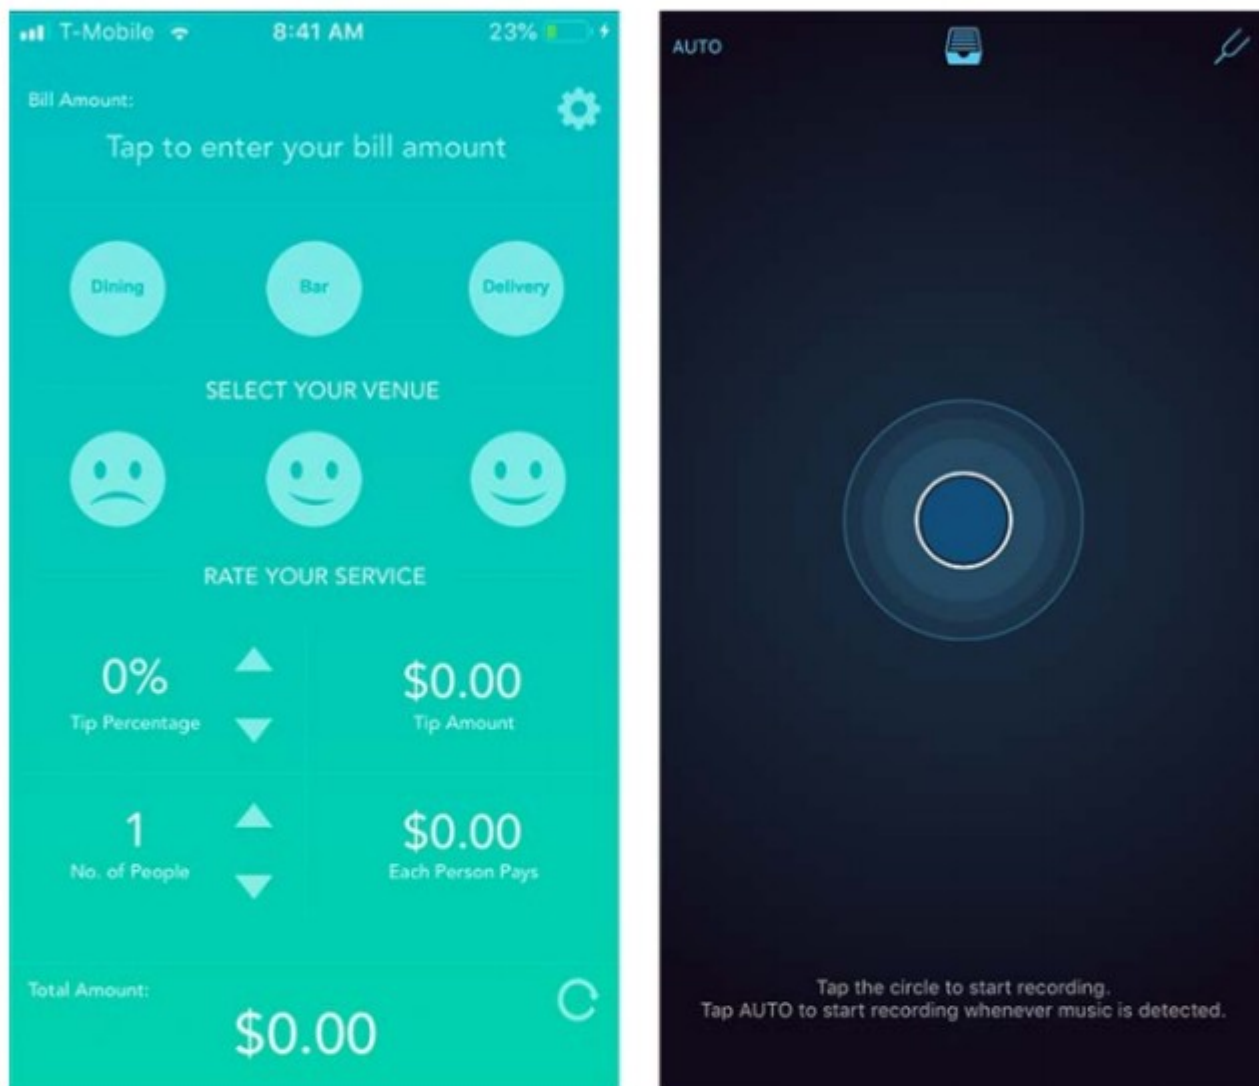 T-Mobile 8:41 AM 23%
Bill Amount:
Tap to enter your bill amount
Dining Bar Delivery
SELECT YOUR VENUE
RATE YOUR SERVICE
0% $0.00
Tip Percentage Tip Amount
1 $0.00
No. of People Each Person Pays
Total Amount:
$0.00
AUTO
Tap the circle to start recording.
Tap AUTO to start recording whenever music is detected.